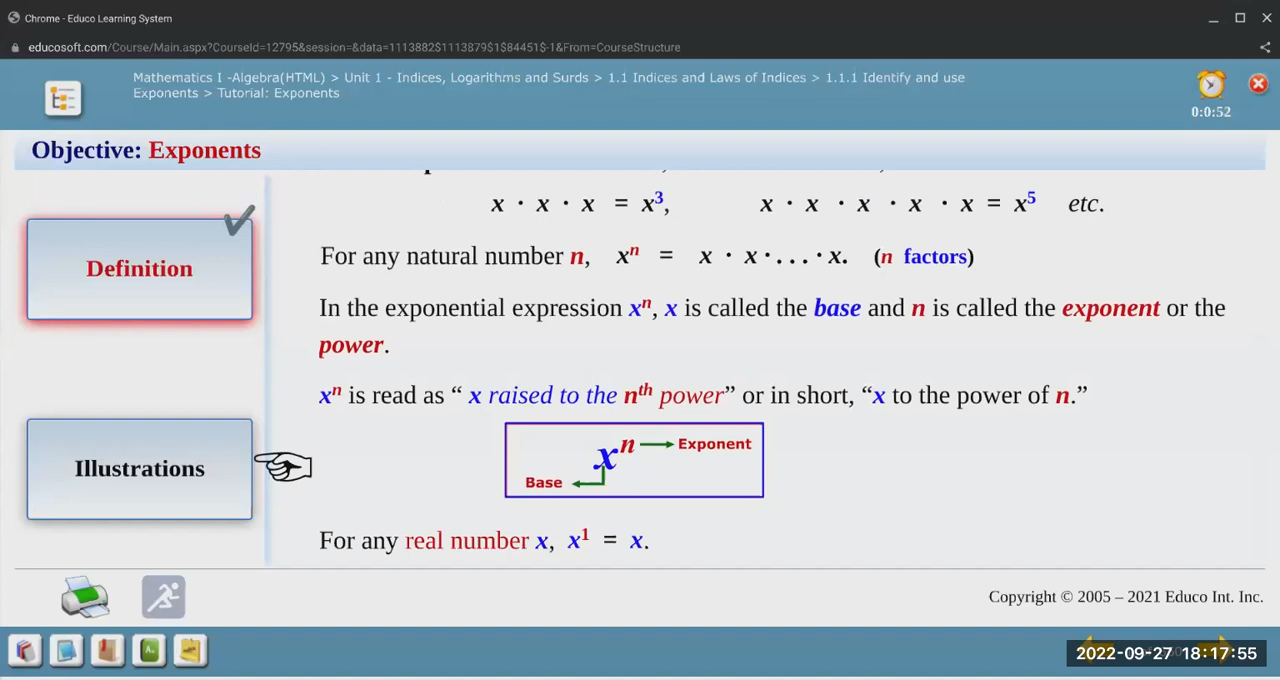 Chrome - Educo Learning System
educosoft.com/Course/Main.aspx?CourseId=12795&session=&data=1113882$1113879$1$84451$-1&From=CourseStructure
Mathematics I -Algebra(HTML) > Unit 1 - Indices, Logarithms and Surds > 1.1 Indices and Laws of Indices > 1.1.1 Identify and use
Exponents > Tutorial: Exponents
0:0:52
Objective: Exponents
x · x · x = x³, x · x · x · x · x = x⁵ etc.
Definition
For any natural number n, xⁿ = x · x · . . . · x. (n factors)
In the exponential expression xⁿ, x is called the base and n is called the exponent or the
power.
xⁿ is read as “ x raised to the nᵗʰ power” or in short, “x to the power of n.”
Illustrations
xⁿ Exponent
Base
For any real number x, x¹ = x.
Copyright © 2005 – 2021 Educo Int. Inc.
2022-09-27 18:17:55